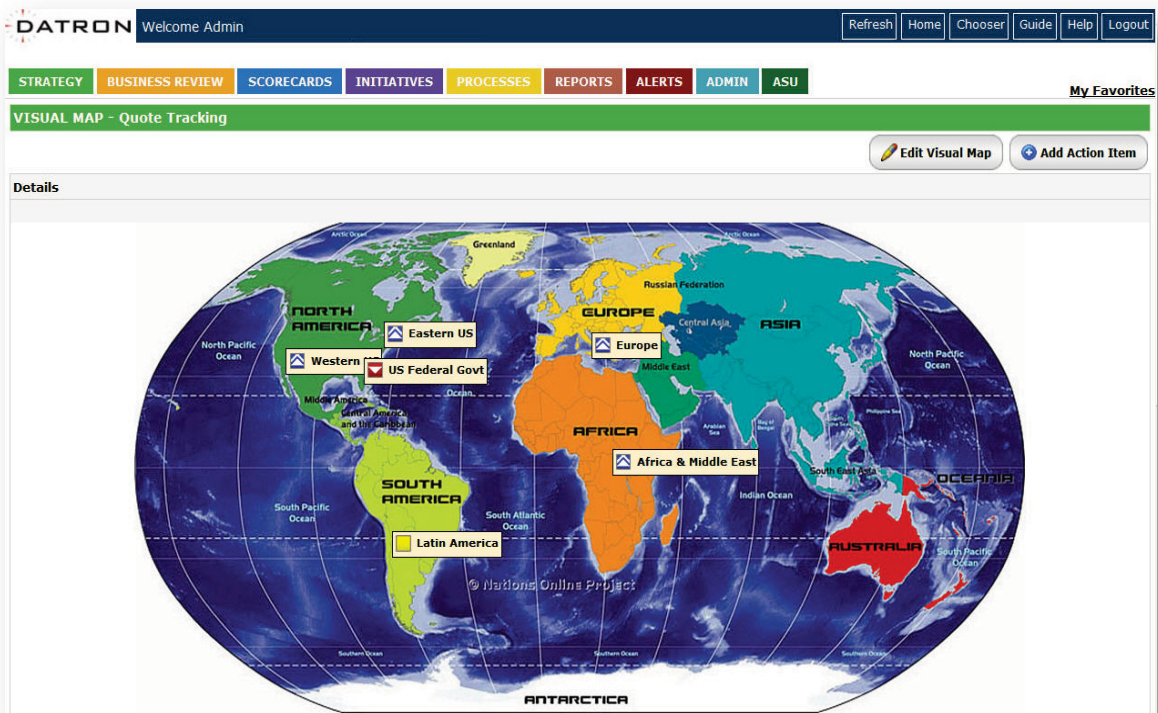 DATRON Welcome Admin Refresh Home Chooser Guide Help Logout
STRATEGY BUSINESS REVIEW SCORECARDS INITIATIVES PROCESSES REPORTS ALERTS ADMIN ASU
My Favorites
VISUAL MAP - Quote Tracking
Edit Visual Map Add Action Item
Details
Arctic Ocean
Arctic Ocean
Greenland
Russian Federation
NORTH
AMERICA
EUROPE
Central Asia
ASIA
Eastern US
North Pacific
Ocean
Europe
North Pacific
Ocean
Western
US Federal Govt
Middle East
Ocean
Middle America
Central America
and the Caribbean
Philippine Sea
Arabian
Sea
Bay of
Bengal
AFRICA
Africa & Middle East
South East Asia
OCEANIA
SOUTH
AMERICA
Indian Ocean
South Pacific
Ocean
South Atlantic
Ocean
Latin America
AUSTRALIA
South Pacific
Ocean
© Nations Online Project
Southern Ocean
Southern Ocean
Southern Ocean
ANTARCTICA